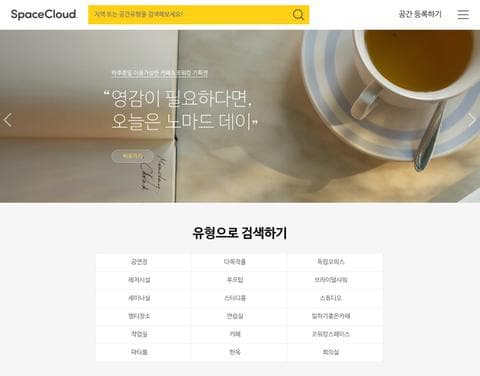 SpaceCloud.
지역 또는 공간유형을 검색해보세요!
공간 등록하기
하루종일 이용가능한 카페&코워킹 기획전
“영감이 필요하다면,
오늘은 노마드 데이”
바로가기
유형으로 검색하기
공연장 다목적홀 독립오피스
레저시설 루프탑 브라이덜샤워
세미나실 스터디룸 스튜디오
엠티장소 연습실 일하기좋은카페
작업실 카페 코워킹스페이스
파티룸 한옥 회의실